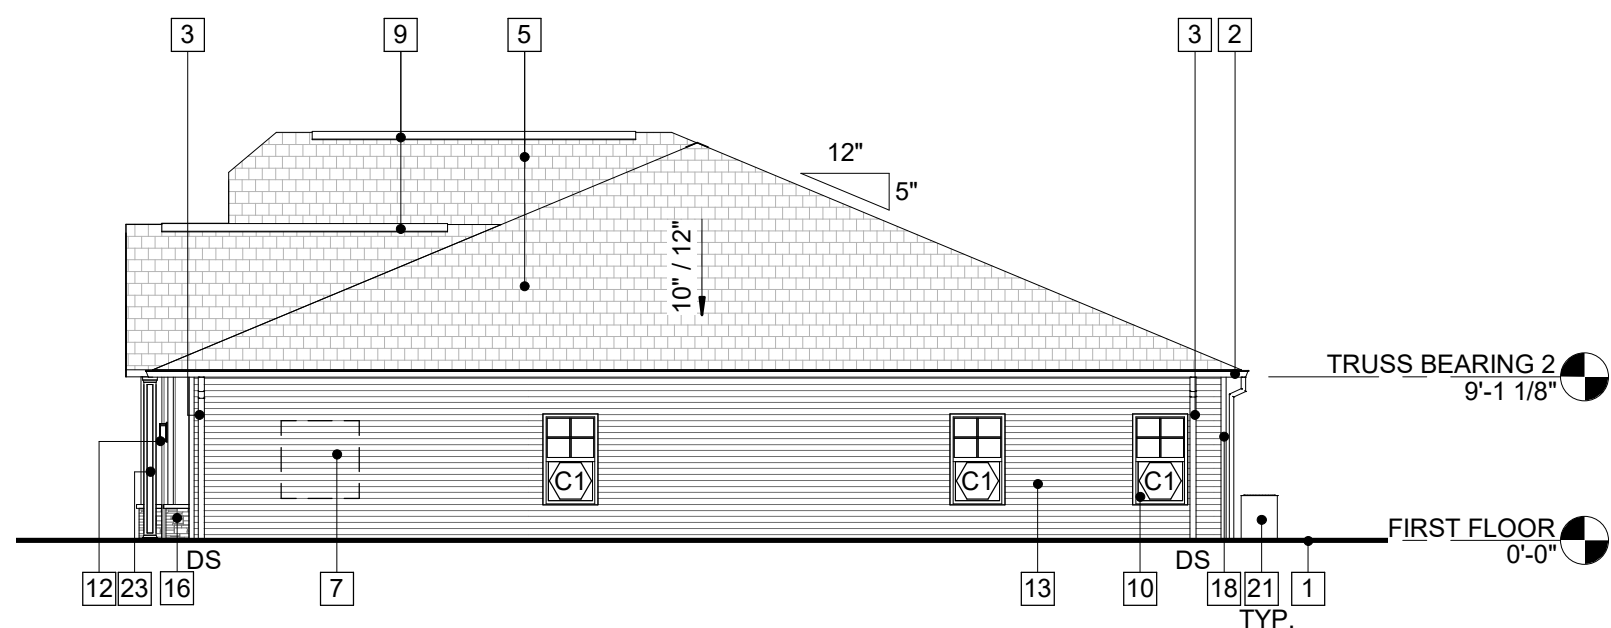 3
9
5
3
2
12"
5"
10" / 12"
TRUSS BEARING 2
9'-1 1/8"
C1
C1
C1
FIRST FLOOR
0'-0"
DS
DS
12
23
16
7
13
10
18
21
1
TYP.